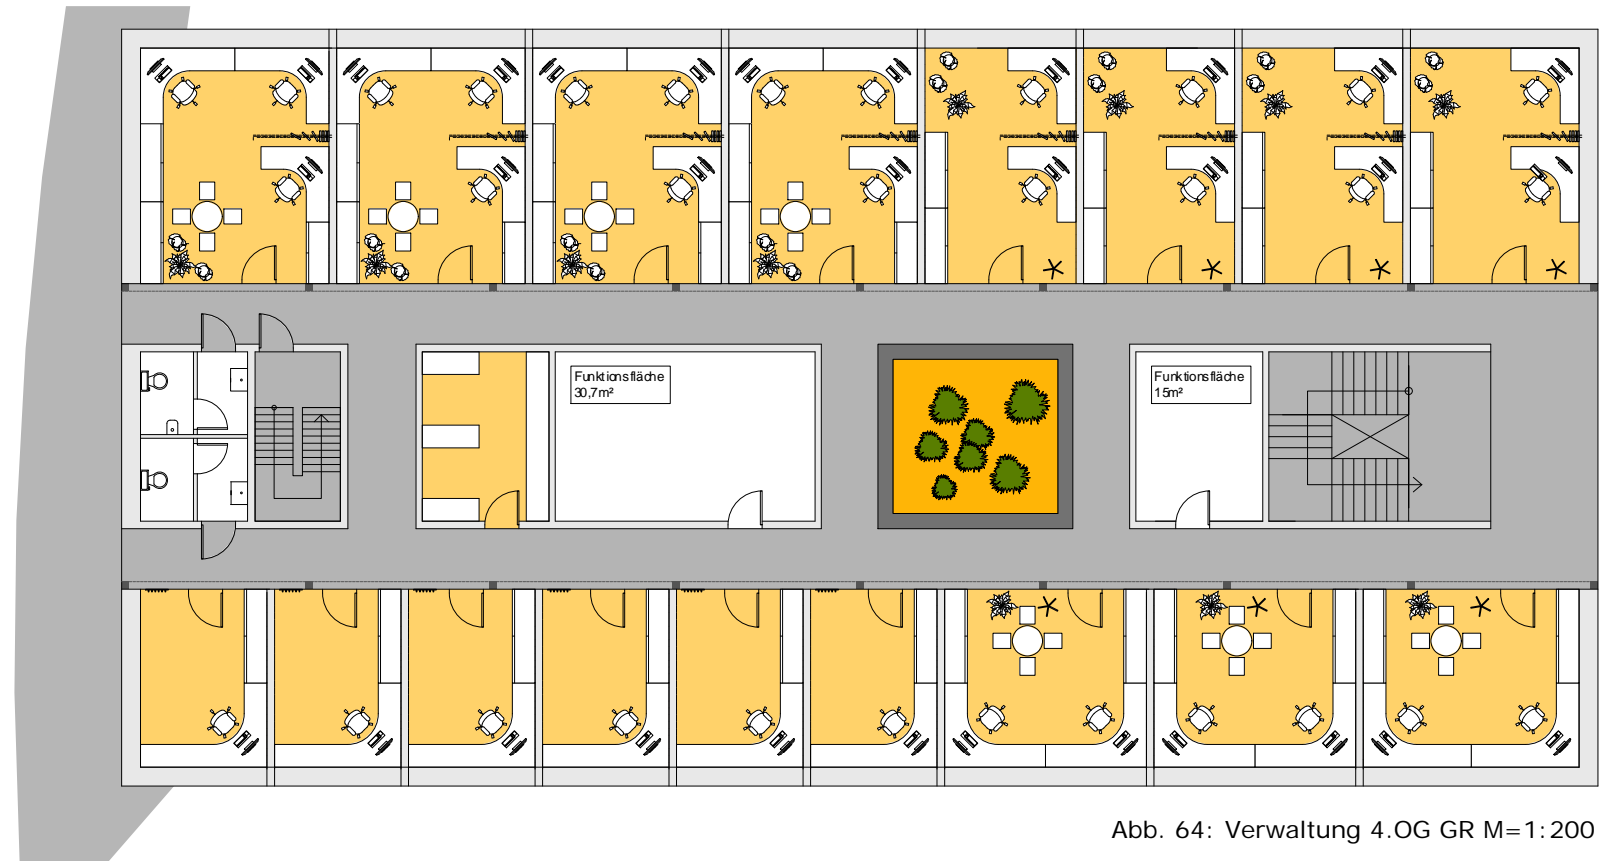 Funktionsfläche
30,7m²
Funktionsfläche
15m²
Abb. 64: Verwaltung 4.OG GR M=1:200